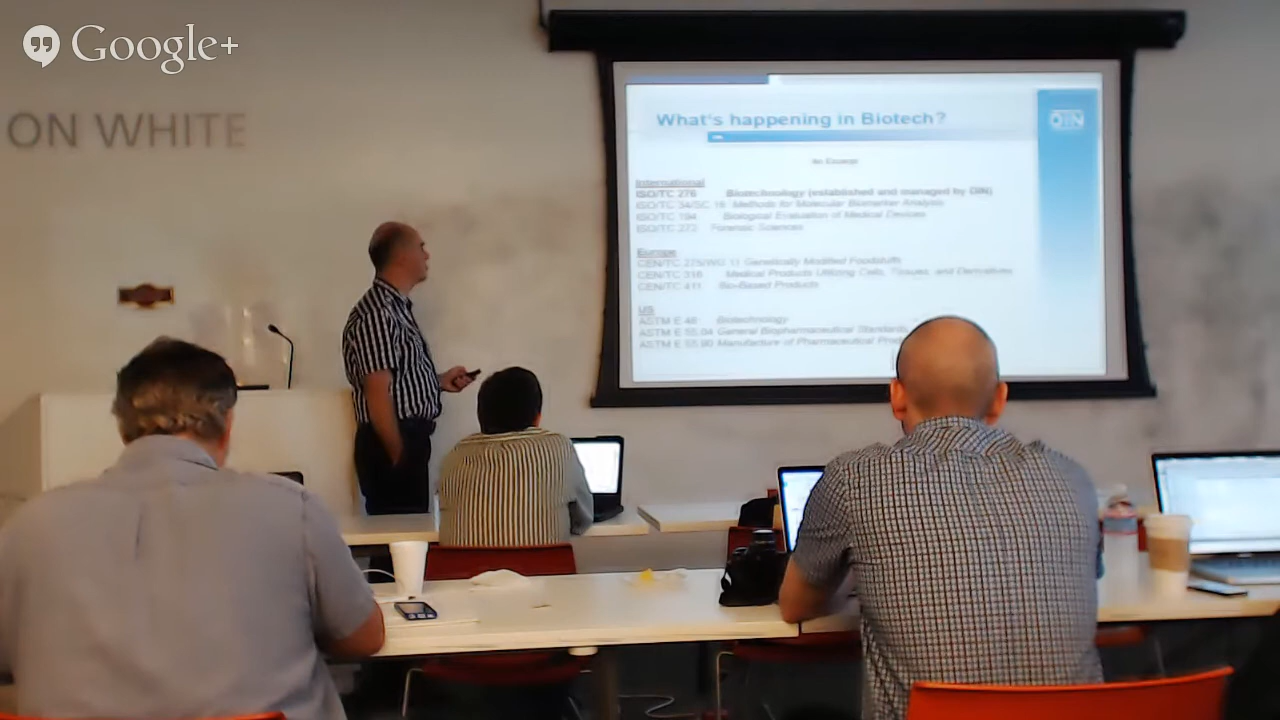 Google+
ON WHITE
What's happening in Biotech?
DIN
An Excerpt
International
ISO/TC 276 Biotechnology (established and managed by DIN)
ISO/TC 34/SC 16 Methods for Molecular Biomarker Analysis
ISO/TC 194 Biological Evaluation of Medical Devices
ISO/TC 272 Forensic Sciences
Europe
CEN/TC 275/WG 11 Genetically Modified Foodstuffs
CEN/TC 316 Medical Products Utilizing Cells, Tissues, and Derivatives
CEN/TC 411 Bio-Based Products
US
ASTM E 48 Biotechnology
ASTM E 55.04 General Biopharmaceutical Standards
ASTM E 55.90 Manufacture of Pharmaceutical